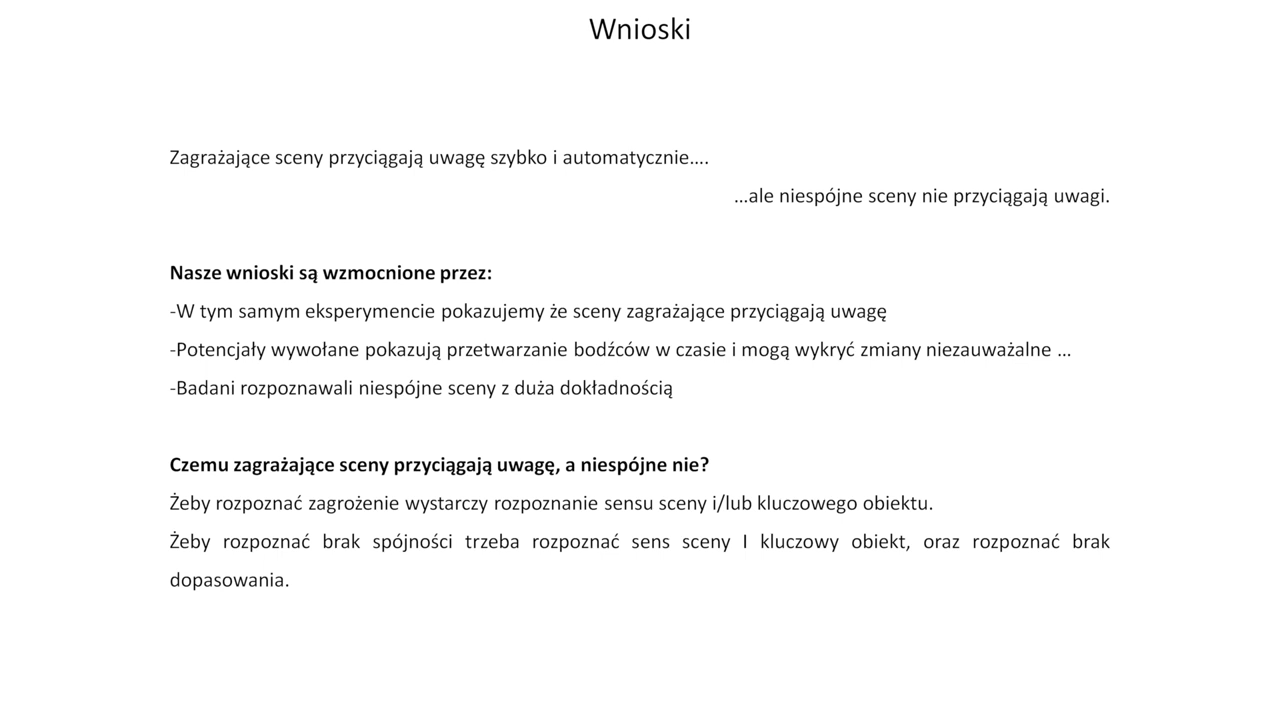 Wnioski
Zagrażające sceny przyciągają uwagę szybko i automatycznie....
...ale niespójne sceny nie przyciągają uwagi.
Nasze wnioski są wzmocnione przez:
-W tym samym eksperymencie pokazujemy że sceny zagrażające przyciągają uwagę
-Potencjały wywołane pokazują przetwarzanie bodźców w czasie i mogą wykryć zmiany niezauważalne ...
-Badani rozpoznawali niespójne sceny z duża dokładnością
Czemu zagrażające sceny przyciągają uwagę, a niespójne nie?
Żeby rozpoznać zagrożenie wystarczy rozpoznanie sensu sceny i/lub kluczowego obiektu.
Żeby rozpoznać brak spójności trzeba rozpoznać sens sceny I kluczowy obiekt, oraz rozpoznać brak
dopasowania.